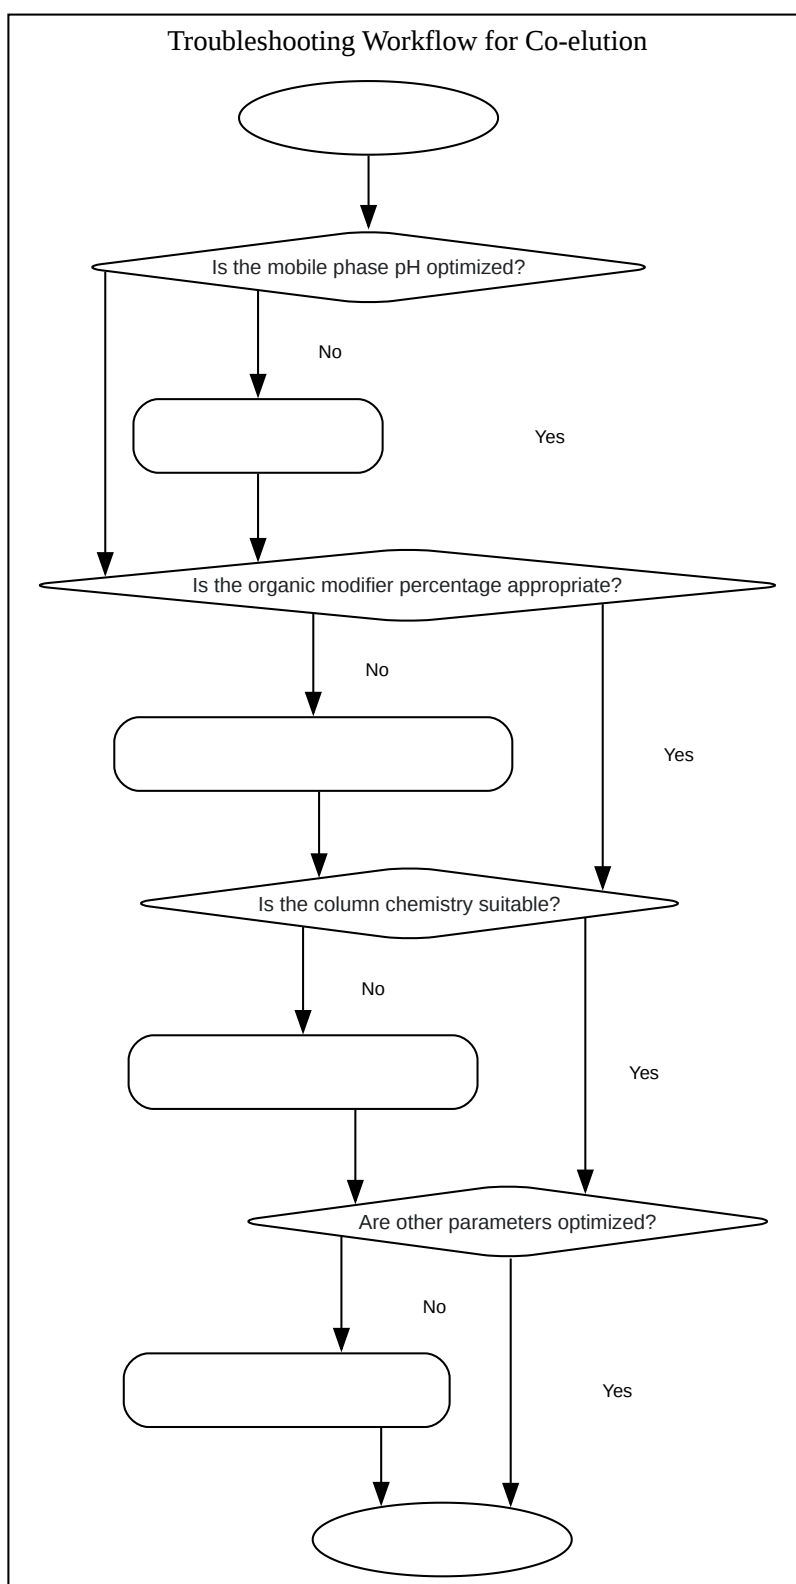 Troubleshooting Workflow for Co-elution
Is the mobile phase pH optimized?
No
Yes
Is the organic modifier percentage appropriate?
No
Yes
Is the column chemistry suitable?
No
Yes
Are other parameters optimized?
No
Yes